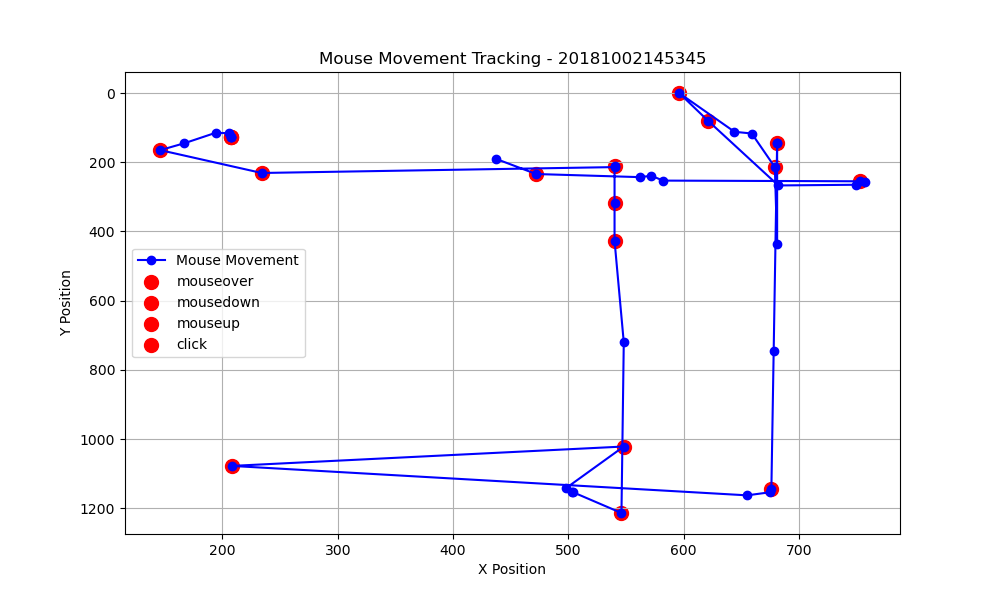 Mouse Movement Tracking - 20181002145345
0
200
400
600
800
1000
1200
Y Position
Mouse Movement
mouseover
mousedown
mouseup
click
200 300 400 500 600 700
X Position